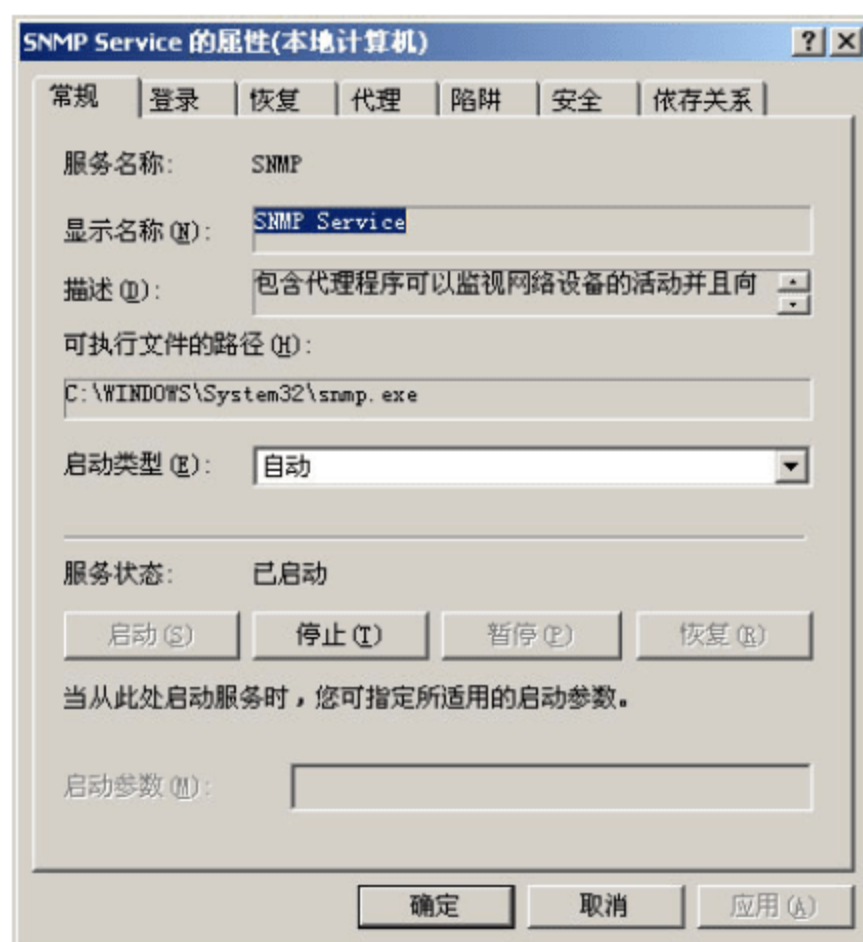 SNMP Service 的属性(本地计算机)
常规 登录 恢复 代理 陷阱 安全 依存关系
服务名称: SNMP
显示名称(N): SNMP Service
描述(D): 包含代理程序可以监视网络设备的活动并且向
可执行文件的路径(H):
C:\WINDOWS\System32\snmp.exe
启动类型(E): 自动
服务状态: 已启动
启动(S) 停止(T) 暂停(P) 恢复(R)
当从此处启动服务时，您可指定所适用的启动参数。
启动参数(M):
确定 取消 应用(A)